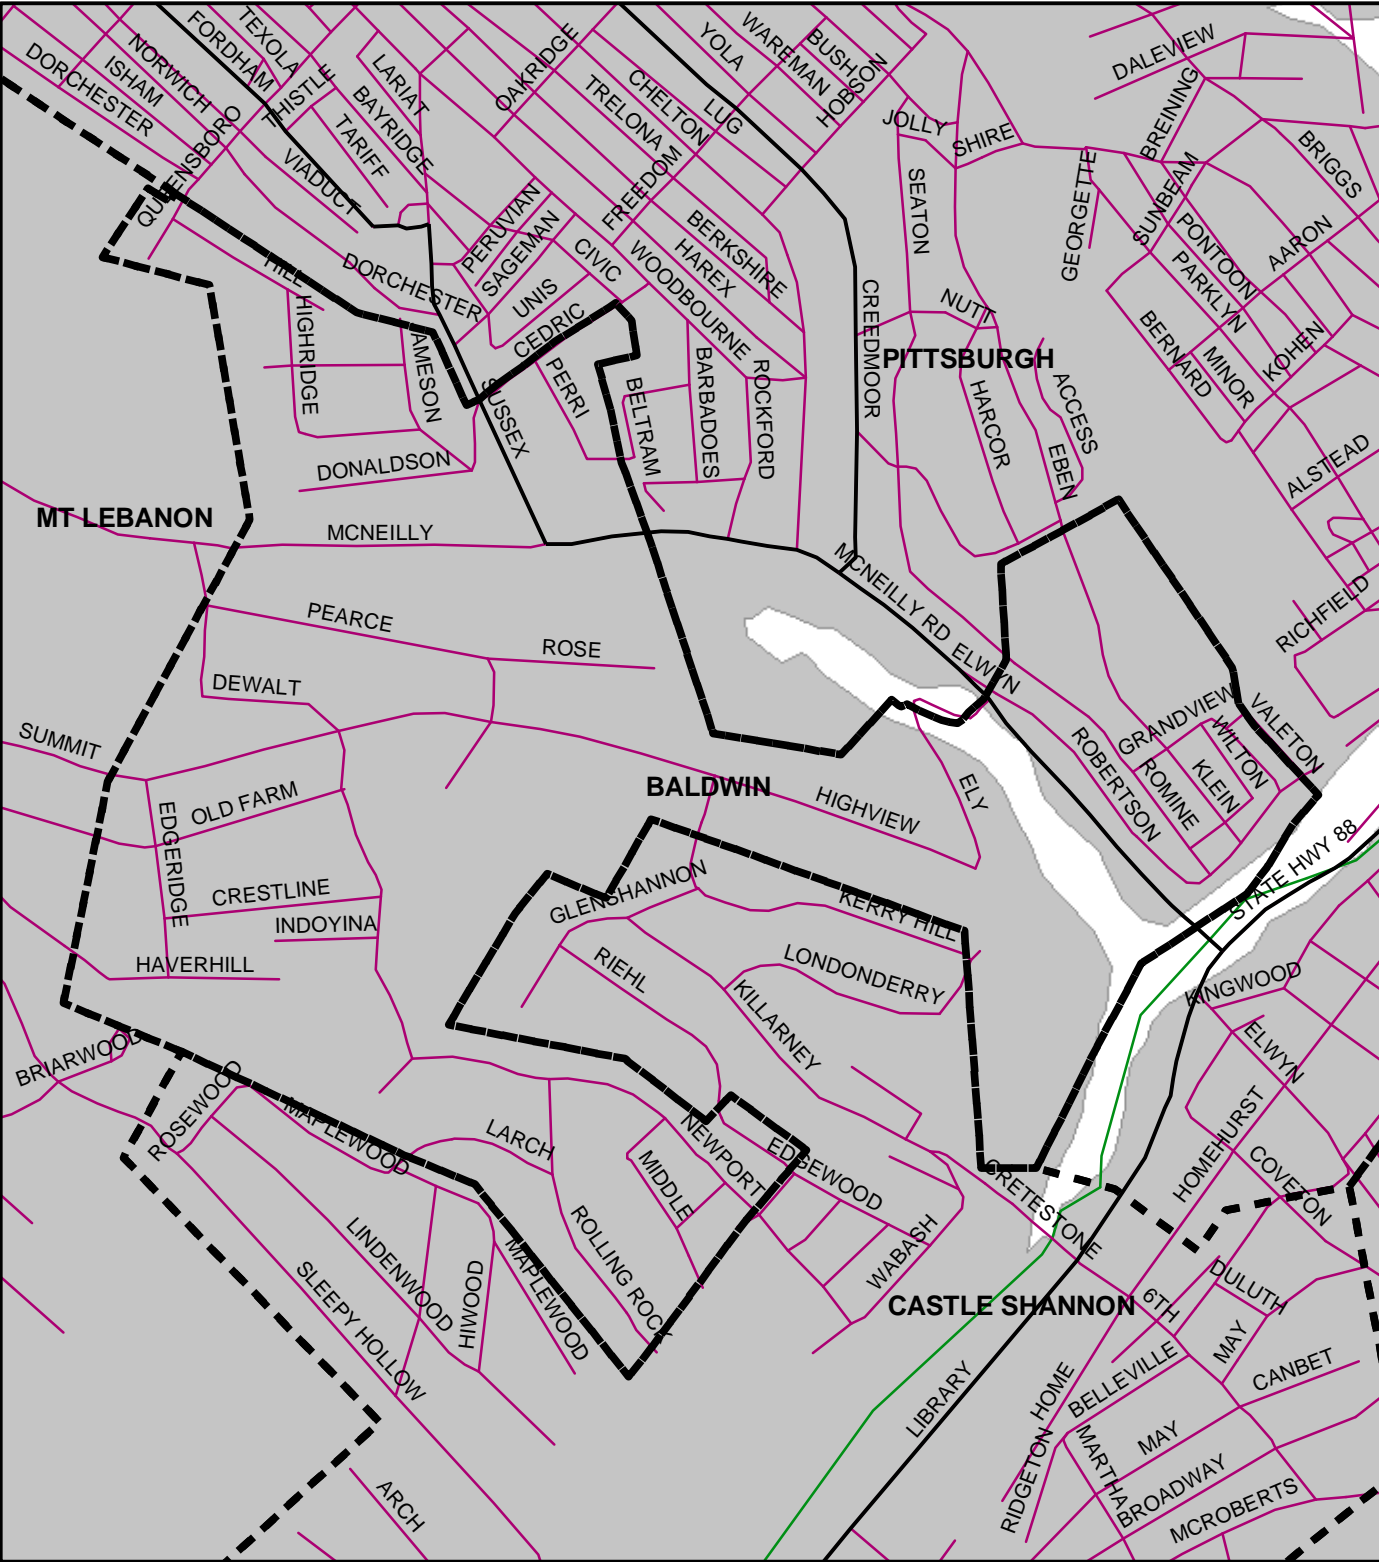 TEXOLA
FORDHAM
NORWICH
ISHAM
DORCHESTER
THISTLE
LARIAT
BAYRIDGE
TARIFF
QUEENSBORO
VIADUCT
OAKRIDGE
CHELTON
TRELONA
LUG
YOLA
WAREMAN
BUSH
HOBSON
JOLLY
SHIRE
DALEVIEW
BREINING
BRIGGS
SEATON
GEORGETTE
SUNBEAM
PONTOON
PARKLYN
AARON
FREEDOM
PERUVIAN
SAGEMAN
CIVIC
BERKSHIRE
HAREX
WOODBOURNE
UNIS
CEDRIC
DORCHESTER
HILL
HIGHRIDGE
AMESON
PERRI
BELTRAM
BARBADOES
ROCKFORD
CREEDMOOR
NUTT
PITTSBURGH
HARCOR
ACCESS
EBEN
BERNARD
MINOR
KOHEN
ALSTEAD
RICHFIELD
SUSSEX
DONALDSON
MT LEBANON
MCNEILLY
MCNEILLY RD
ELWYN
PEARCE
ROSE
DEWALT
SUMMIT
OLD FARM
EDGERIDGE
CRESTLINE
INDOYINA
HAVERHILL
BALDWIN
HIGHVIEW
ELY
GRANDVIEW
VALETON
WILTON
KLEIN
ROMINE
ROBERTSON
STATE HWY 88
GLENSHANNON
KERRY HILL
RIEHL
LONDONDERRY
KILLARNEY
KINGWOOD
ELWYN
HOMEHURST
COVETON
BRIARWOOD
ROSEWOOD
MAPLEWOOD
LARCH
NEWPORT
MIDDLE
EDGEWOOD
WABASH
CRETESTONE
ROLLING ROCK
MAPLEWOOD
LINDENWOOD
HIWOOD
SLEEPY HOLLOW
CASTLE SHANNON
DULUTH
6TH
MAY
BELLEVILLE
CANBET
LIBRARY
HOME
RIDGETON
MARTHA
MAY
BROADWAY
MCROBERTS
ARCH